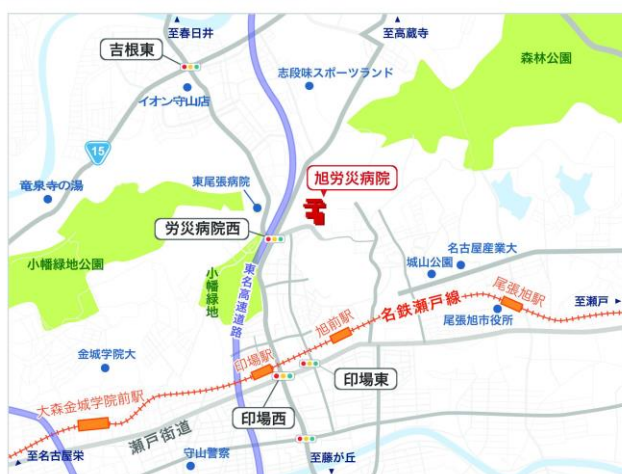 至春日井
至高蔵寺
吉根東
志段味スポーツランド
森林公園
イオン守山店
15
東尾張病院
旭労災病院
竜泉寺の湯
労災病院西
名古屋産業大
城山公園
小幡緑地公園
小幡
緑地
東名高速道路
尾張旭駅
至瀬戸
名鉄瀬戸線
尾張旭市役所
旭前駅
金城学院大
印場駅
印場東
大森金城学院前駅
印場西
瀬戸街道
至名古屋栄
守山警察
至藤が丘